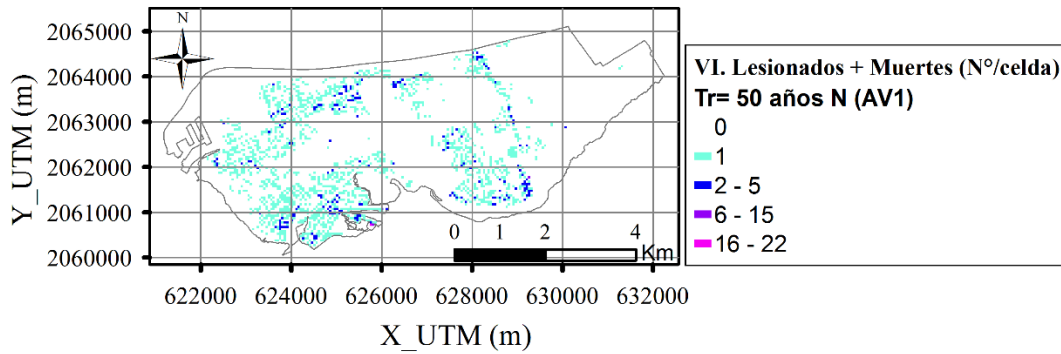 N
2065000
2064000
2063000
2062000
2061000
2060000
Y_UTM (m)
0 2 4
Km
622000 624000 626000 628000 630000 632000
X_UTM (m)
VI. Lesionados + Muertes (N°/celda)
Tr= 50 años N (AV1)
0
1
2 - 5
6 - 15
16 - 22